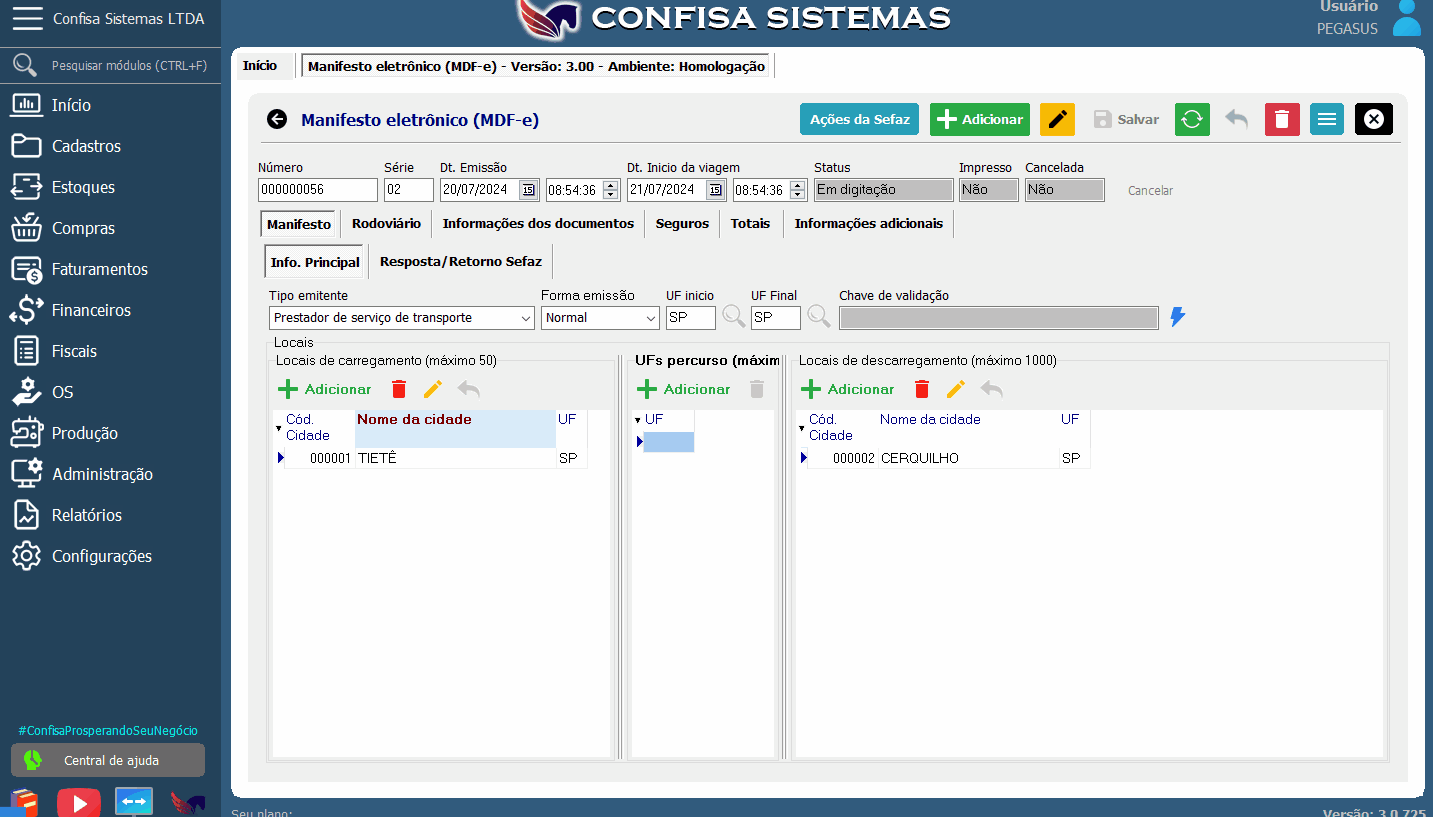 Confisa Sistemas LTDA
CONFISA SISTEMAS
Usuário
PEGASUS
Pesquisar módulos (CTRL+F)
Início
Cadastros
Estoques
Compras
Faturamentos
Financeiros
Fiscais
OS
Produção
Administração
Relatórios
Configurações
#ConfisaProsperandoSeuNegócio
Central de ajuda
Início
Manifesto eletrônico (MDF-e) - Versão: 3.00 - Ambiente: Homologação
Manifesto eletrônico (MDF-e)
Ações da Sefaz
Adicionar
Salvar
Número Série Dt. Emissão Dt. Inicio da viagem Status Impresso Cancelada
000000056 02 20/07/2024 15 08:54:36 21/07/2024 15 08:54:36 Em digitação Não Não Cancelar
Manifesto Rodoviário Informações dos documentos Seguros Totais Informações adicionais
Info. Principal Resposta/Retorno Sefaz
Tipo emitente Forma emissão UF inicio UF Final Chave de validação
Prestador de serviço de transporte Normal SP SP
Locais
Locais de carregamento (máximo 50)
Adicionar
Cód. Cidade Nome da cidade UF
000001 TIETÊ SP
UFs percurso (máxim
Adicionar
UF
Locais de descarregamento (máximo 1000)
Adicionar
Cód. Cidade Nome da cidade UF
000002 CERQUILHO SP
Seu plano:
Versão: 3.0.725